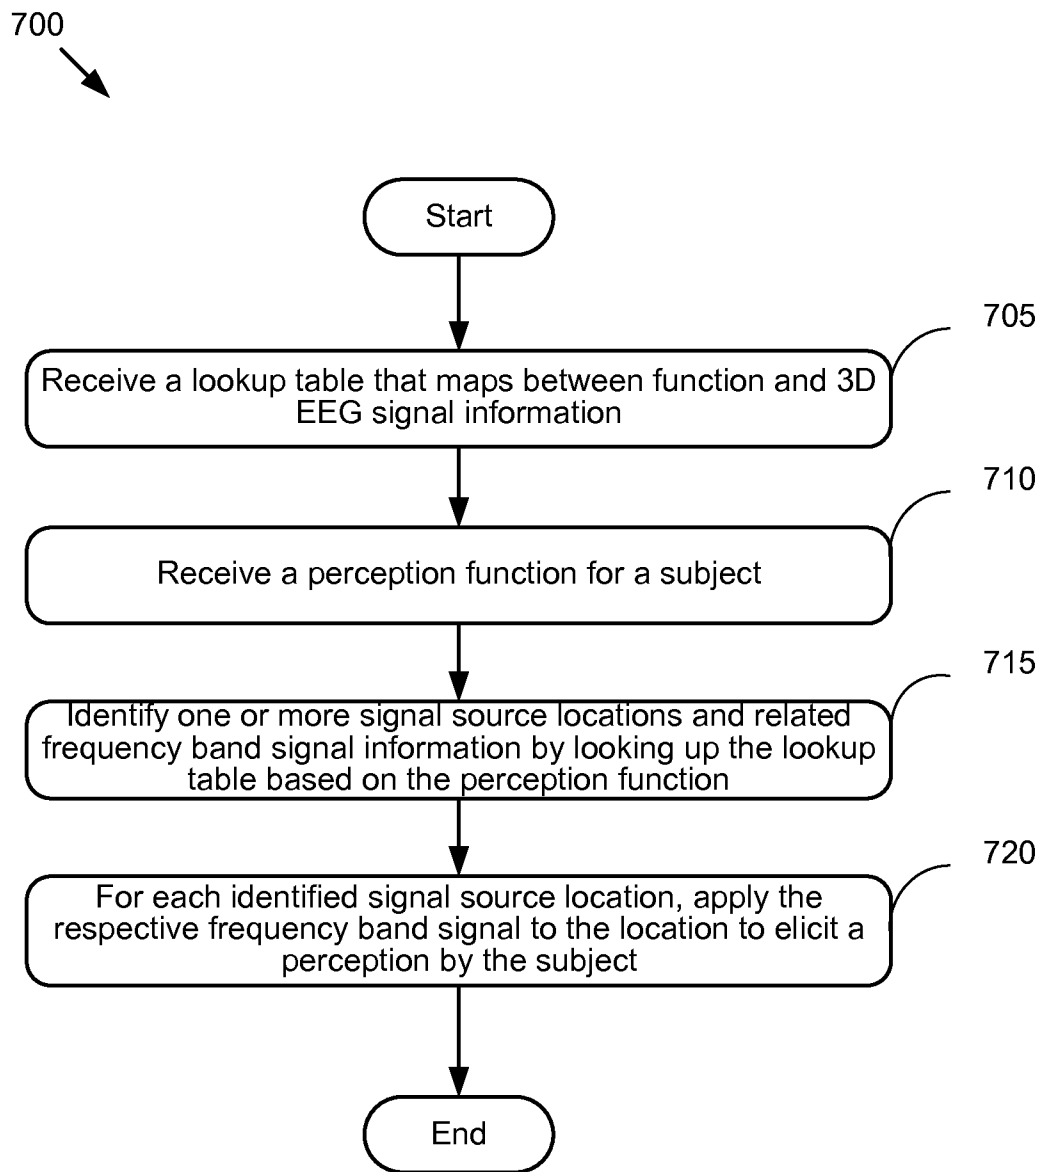 700
Start
705
Receive a lookup table that maps between function and 3D
EEG signal information
710
Receive a perception function for a subject
715
Identify one or more signal source locations and related
frequency band signal information by looking up the lookup
table based on the perception function
720
For each identified signal source location, apply the
respective frequency band signal to the location to elicit a
perception by the subject
End